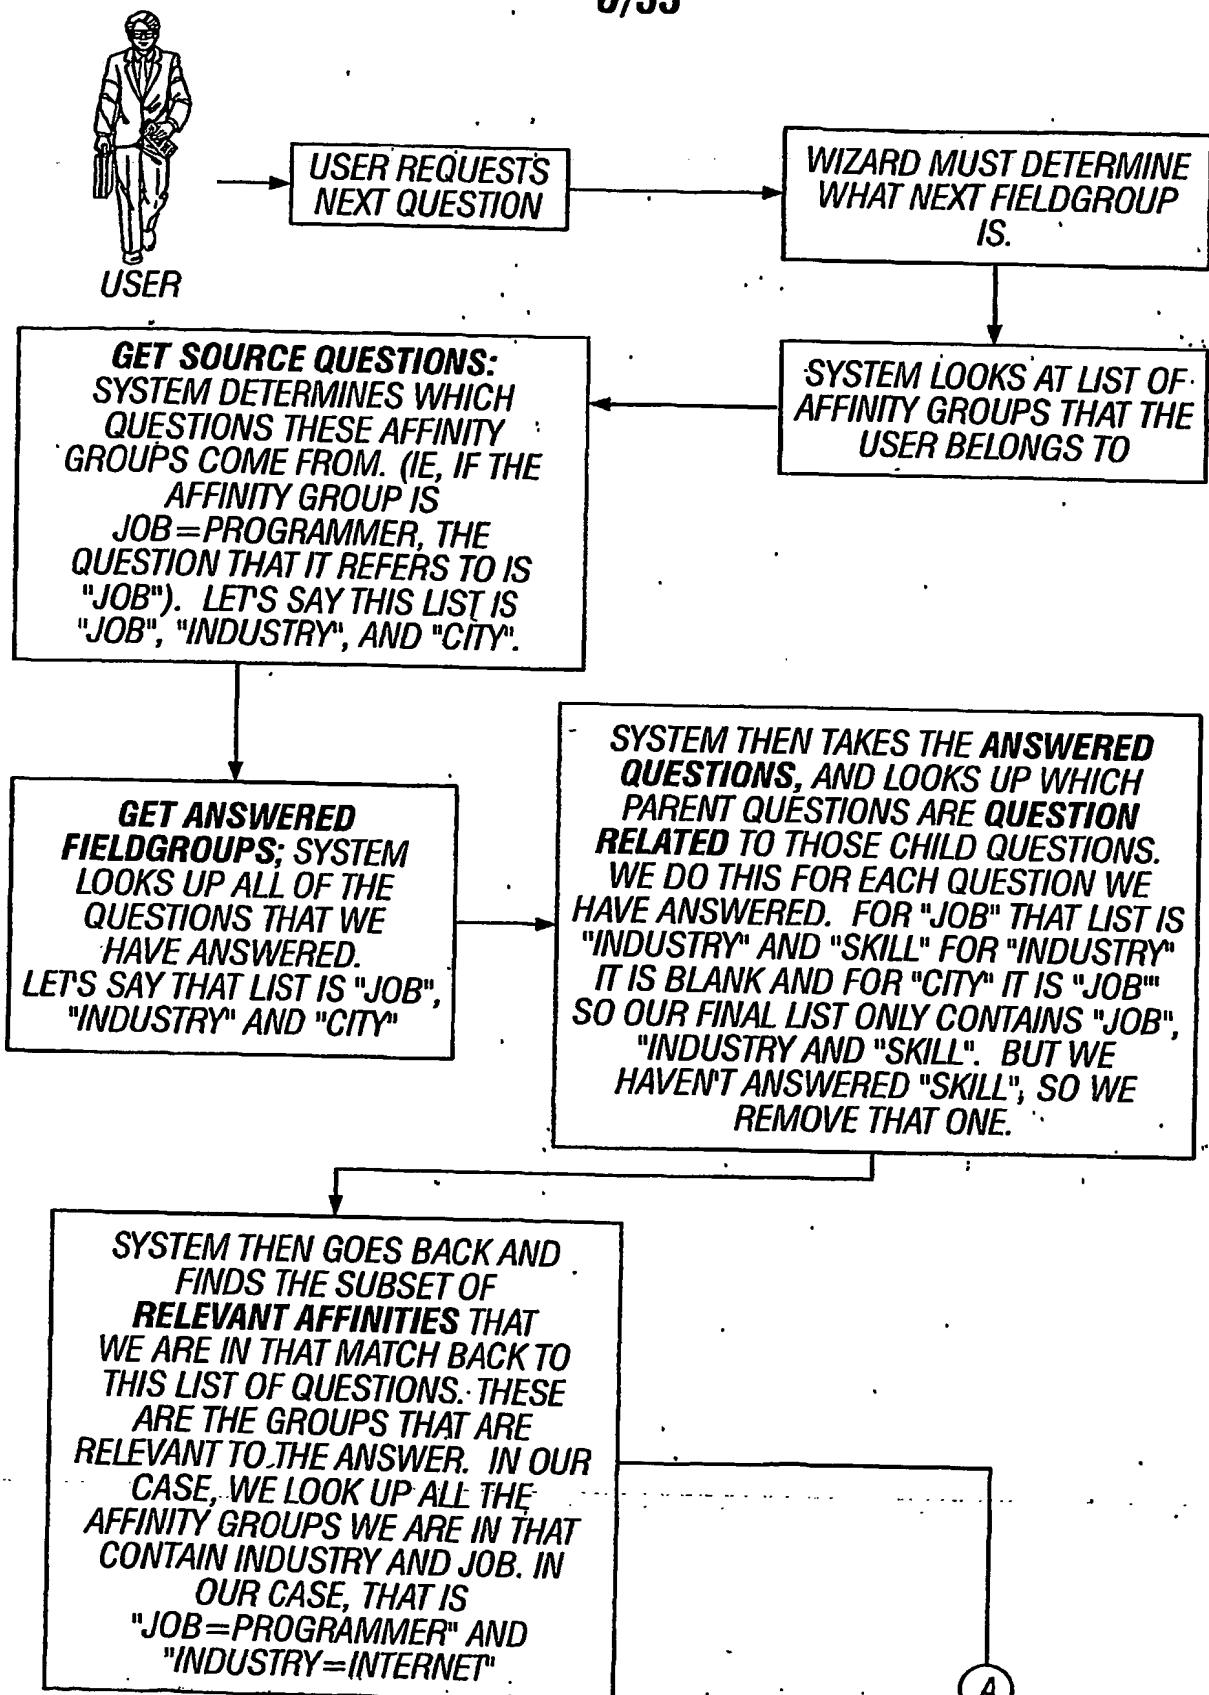 USER
USER REQUESTS
NEXT QUESTION
WIZARD MUST DETERMINE
WHAT NEXT FIELDGROUP
IS.
SYSTEM LOOKS AT LIST OF
AFFINITY GROUPS THAT THE
USER BELONGS TO
GET SOURCE QUESTIONS:
SYSTEM DETERMINES WHICH
QUESTIONS THESE AFFINITY
GROUPS COME FROM. (IE, IF THE
AFFINITY GROUP IS
JOB=PROGRAMMER, THE
QUESTION THAT IT REFERS TO IS
"JOB"). LET'S SAY THIS LIST IS
"JOB", "INDUSTRY", AND "CITY".
GET ANSWERED
FIELDGROUPS; SYSTEM
LOOKS UP ALL OF THE
QUESTIONS THAT WE
HAVE ANSWERED.
LET'S SAY THAT LIST IS "JOB",
"INDUSTRY" AND "CITY"
SYSTEM THEN TAKES THE ANSWERED
QUESTIONS, AND LOOKS UP WHICH
PARENT QUESTIONS ARE QUESTION
RELATED TO THOSE CHILD QUESTIONS.
WE DO THIS FOR EACH QUESTION WE
HAVE ANSWERED. FOR "JOB" THAT LIST IS
"INDUSTRY" AND "SKILL" FOR "INDUSTRY"
IT IS BLANK AND FOR "CITY" IT IS "JOB"'
SO OUR FINAL LIST ONLY CONTAINS "JOB",
"INDUSTRY AND "SKILL". BUT WE
HAVEN'T ANSWERED "SKILL", SO WE
REMOVE THAT ONE.
SYSTEM THEN GOES BACK AND
FINDS THE SUBSET OF
RELEVANT AFFINITIES THAT
WE ARE IN THAT MATCH BACK TO
THIS LIST OF QUESTIONS. THESE
ARE THE GROUPS THAT ARE
RELEVANT TO THE ANSWER. IN OUR
CASE, WE LOOK UP ALL THE
AFFINITY GROUPS WE ARE IN THAT
CONTAIN INDUSTRY AND JOB. IN
OUR CASE, THAT IS
"JOB=PROGRAMMER" AND
"INDUSTRY=INTERNET"
A